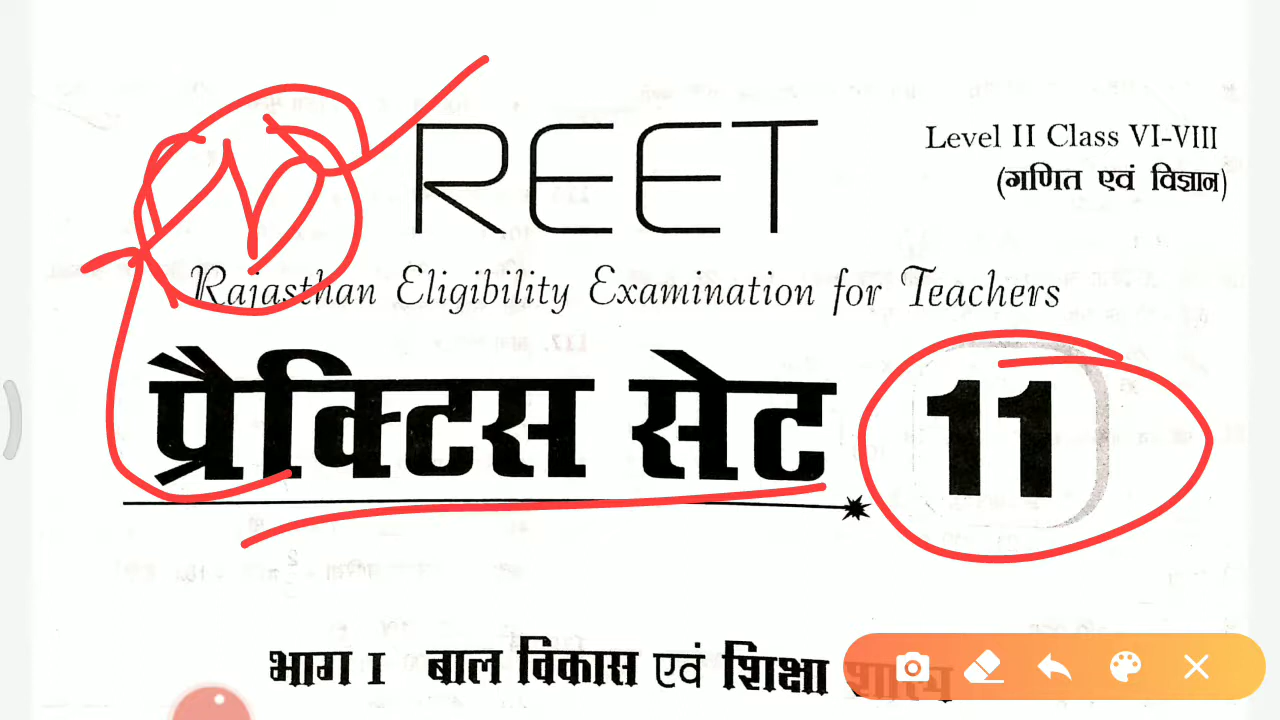 REET
Level II Class VI-VIII
(गणित एवं विज्ञान)
Rajasthan Eligibility Examination for Teachers
प्रैक्टिस सेट 11
भाग I बाल विकास एवं शिक्षा शास्त्र